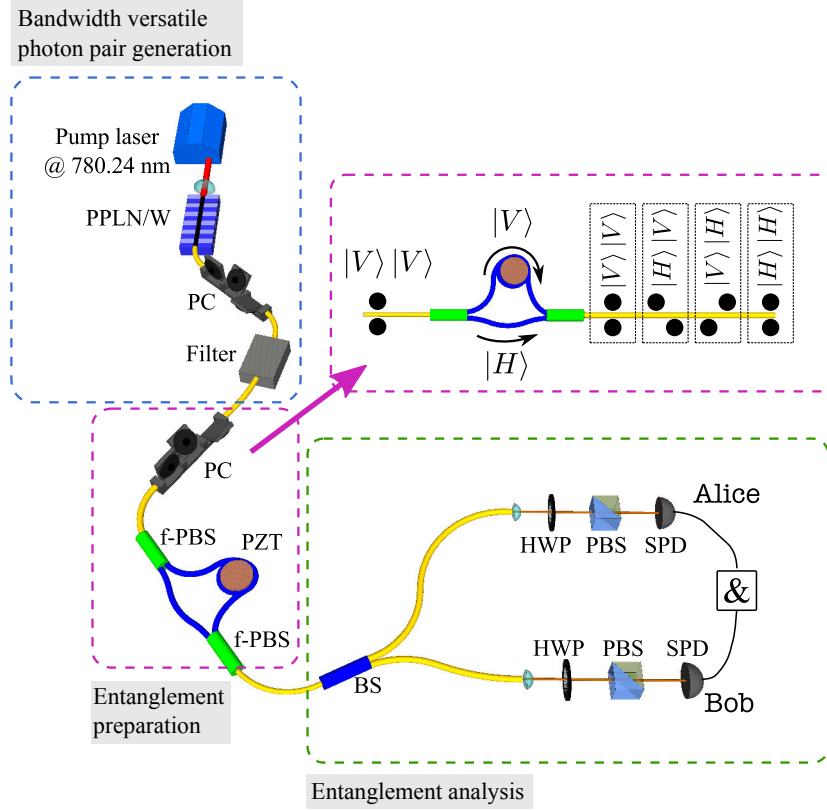 Bandwidth versatile
photon pair generation
Pump laser
@ 780.24 nm
PPLN/W
PC
Filter
|V⟩ |V⟩
|V⟩
|H⟩
|V⟩|V⟩
|H⟩|V⟩
|V⟩|H⟩
|H⟩|H⟩
PC
f-PBS
PZT
f-PBS
Entanglement
preparation
BS
HWP
PBS
SPD
Alice
&
HWP
PBS
SPD
Bob
Entanglement analysis